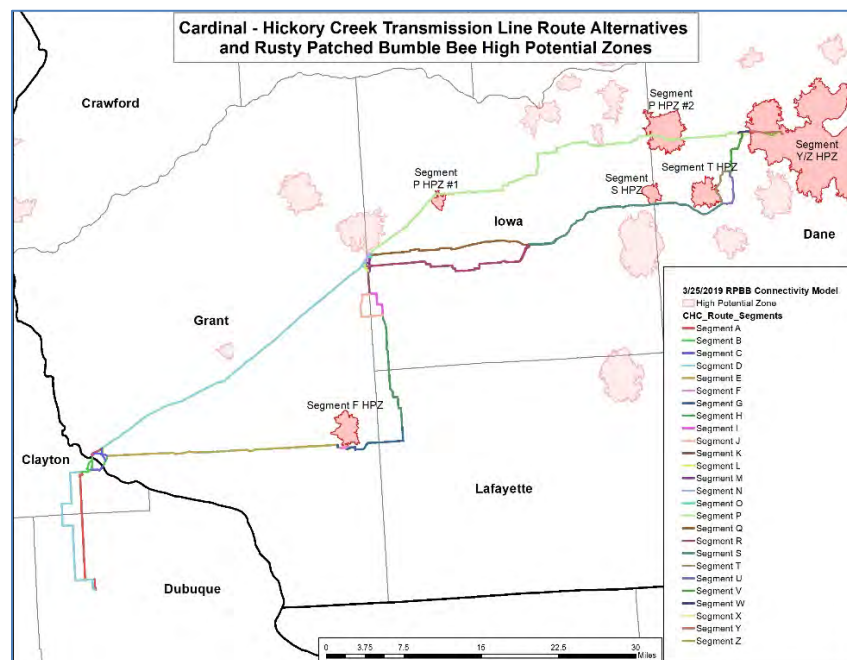 Cardinal - Hickory Creek Transmission Line Route Alternatives
and Rusty Patched Bumble Bee High Potential Zones
Crawford
Segment
P HPZ #2
Segment
Y/Z HPZ
Segment T HPZ
Segment
P HPZ #1
Segment
S HPZ
Iowa
Dane
Grant
Segment F HPZ
Clayton
Lafayette
Dubuque
3/25/2019 RPBB Connectivity Model
High Potential Zone
CHC_Route_Segments
Segment A
Segment B
Segment C
Segment D
Segment E
Segment F
Segment G
Segment H
Segment I
Segment J
Segment K
Segment L
Segment M
Segment N
Segment O
Segment P
Segment Q
Segment R
Segment S
Segment T
Segment U
Segment V
Segment W
Segment X
Segment Y
Segment Z
0 3.75 7.5 15 22.5 30
Miles